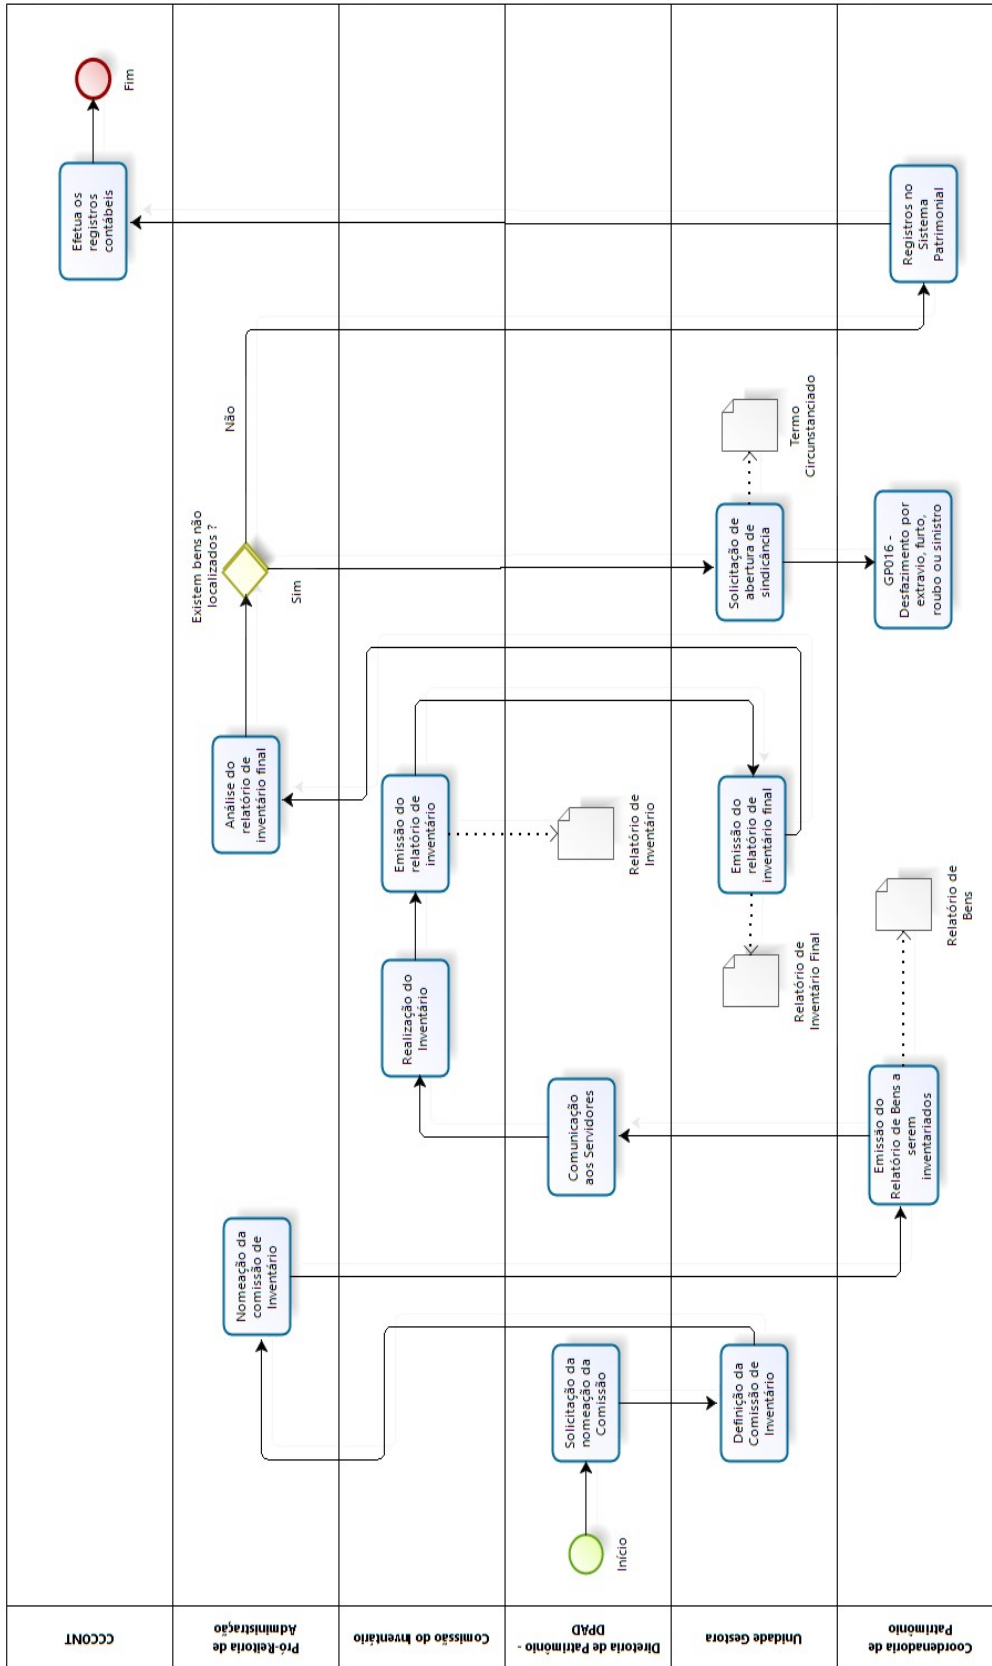 CCCONT
Efetua os
registros
contábeis
Fim
Pró-Reitoria de
Administração
Nomeação da
comissão de
Inventário
Análise do
relatório de
inventário final
Existem bens não
localizados ?
Não
Sim
Comissão do Inventário
Realização do
Inventário
Emissão do
relatório de
inventário
Diretoria de Patrimônio -
DPAD
Início
Solicitação da
nomeação da
Comissão
Comunicação
aos Servidores
Relatório de
Inventário
Unidade Gestora
Definição da
Comissão de
Inventário
Emissão do
relatório de
inventário final
Relatório de
Inventário Final
Solicitação de
abertura de
sindicância
Termo
Circunstanciado
Coordenadoria de
Patrimônio
Emissão do
Relatório de Bens a
serem
inventariados
Relatório de
Bens
GP016 -
Desfazimento por
extravio, furto,
roubo ou sinistro
Registros no
Sistema
Patrimonial